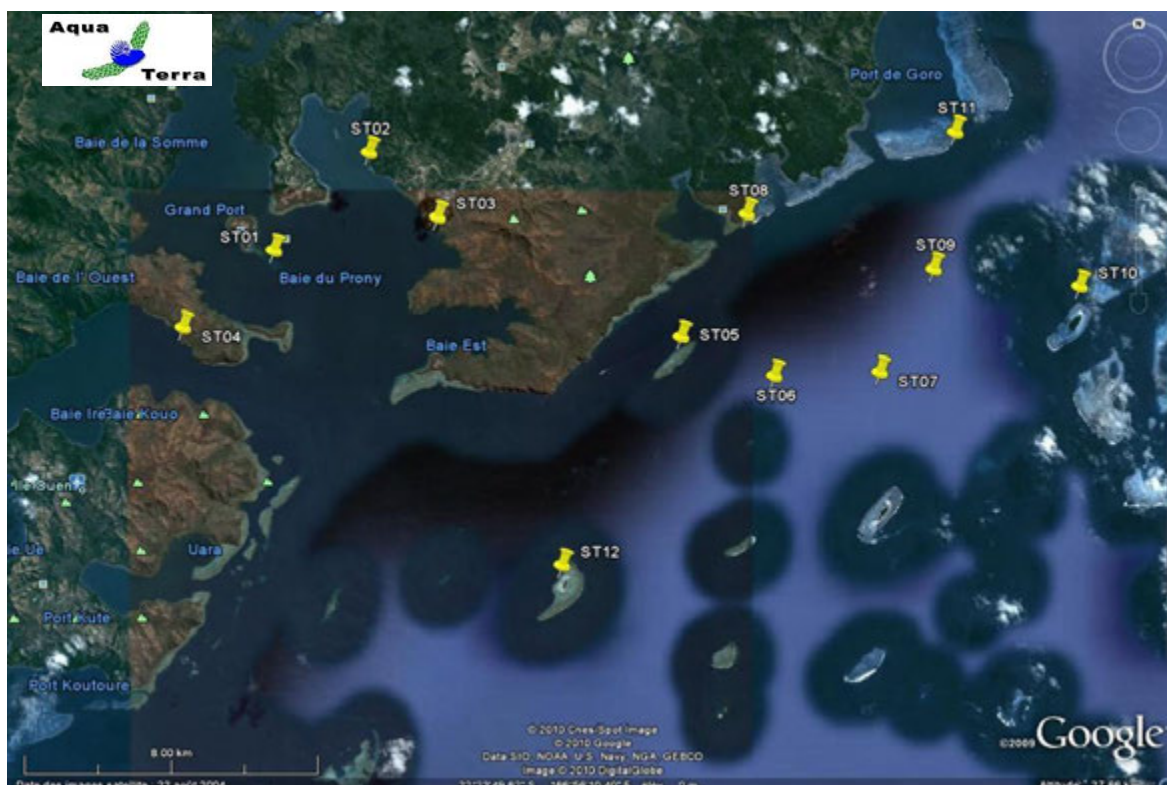 Aqua
Terra
Port de Goro
ST11
ST02
Baie de la Somme
ST03
ST08
Grand Port
ST01
ST09
Baie de l' Ouest
Baie du Prony
ST10
ST04
ST05
Baie Est
ST06
ST07
Baie Kouo
Uara
ST12
Port Kute
Port Koutoure
8.00 km
© 2010 Cnes/Spot Image
© 2010 Google
Data SIO, NOAA, U.S. Navy, NGA, GEBCO
Image © 2010 DigitalGlobe
©2009 Google